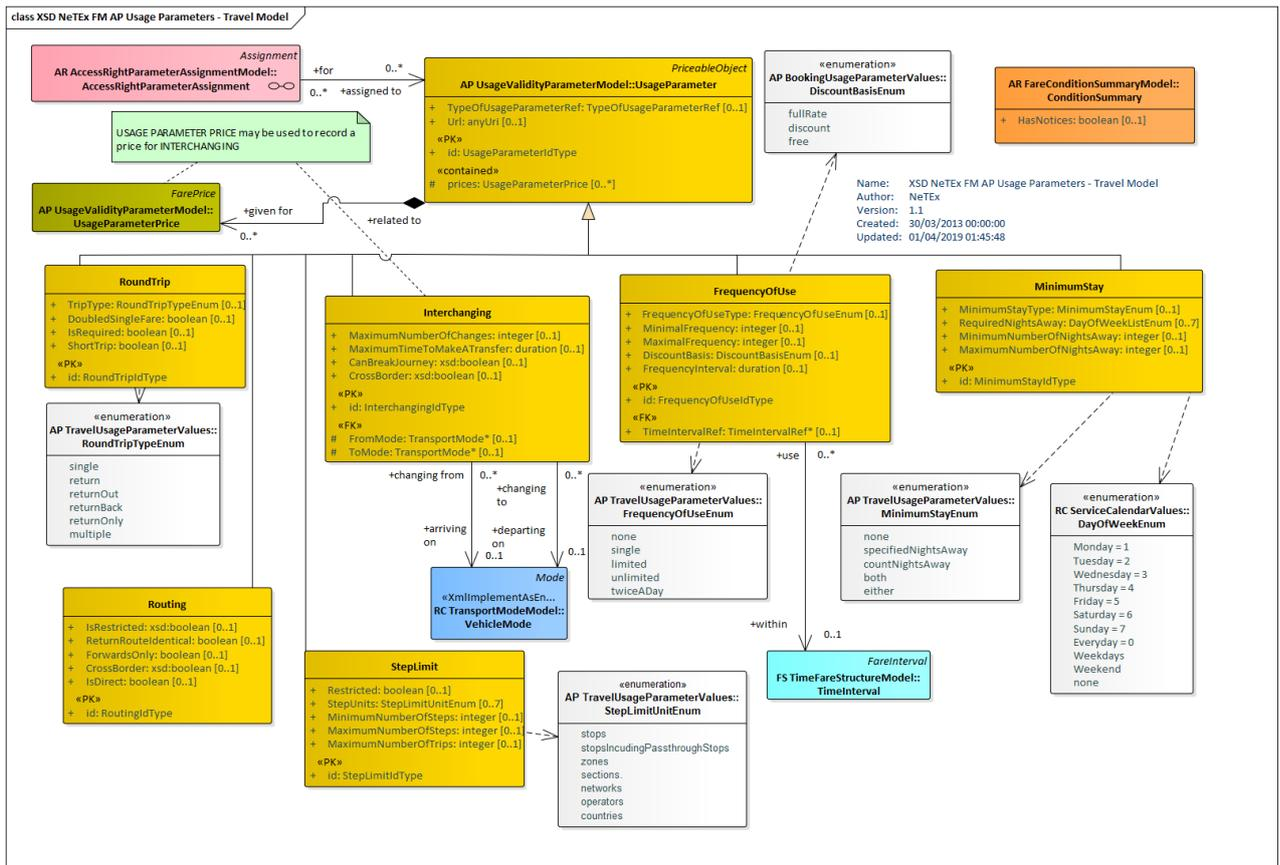 class XSD NeTEx FM AP Usage Parameters - Travel Model
Assignment
AR AccessRightParameterAssignmentModel::
AccessRightParameterAssignment
+for
0..*
0..*
+assigned to
PriceableObject
AP UsageValidityParameterModel::UsageParameter
+ TypeOfUsageParameterRef: TypeOfUsageParameterRef [0..1]
+ Url: anyUri [0..1]
«PK»
+ id: UsageParameterIdType
«contained»
# prices: UsageParameterPrice [0..*]
«enumeration»
AP BookingUsageParameterValues::
DiscountBasisEnum
fullRate
discount
free
AR FareConditionSummaryModel::
ConditionSummary
+ HasNotices: boolean [0..1]
USAGE PARAMETER PRICE may be used to record a
price for INTERCHANGING
FarePrice
AP UsageValidityParameterModel::
UsageParameterPrice
+given for
0..*
+related to
Name: XSD NeTEx FM AP Usage Parameters - Travel Model
Author: NeTEx
Version: 1.1
Created: 30/03/2013 00:00:00
Updated: 01/04/2019 01:45:48
RoundTrip
+ TripType: RoundTripTypeEnum [0..1]
+ DoubledSingleFare: boolean [0..1]
+ IsRequired: boolean [0..1]
+ ShortTrip: boolean [0..1]
«PK»
+ id: RoundTripIdType
Interchanging
+ MaximumNumberOfChanges: integer [0..1]
+ MaximumTimeToMakeATransfer: duration [0..1]
+ CanBreakJourney: xsd:boolean [0..1]
+ CrossBorder: xsd:boolean [0..1]
«PK»
+ id: InterchangingIdType
«FK»
# FromMode: TransportMode* [0..1]
# ToMode: TransportMode* [0..1]
FrequencyOfUse
+ FrequencyOfUseType: FrequencyOfUseEnum [0..1]
+ MinimalFrequency: integer [0..1]
+ MaximalFrequency: integer [0..1]
+ DiscountBasis: DiscountBasisEnum [0..1]
+ FrequencyInterval: duration [0..1]
«PK»
+ id: FrequencyOfUseIdType
«FK»
+ TimeIntervalRef: TimeIntervalRef* [0..1]
MinimumStay
+ MinimumStayType: MinimumStayEnum [0..1]
+ RequiredNightsAway: DayOfWeekListEnum [0..7]
+ MinimumNumberOfNightsAway: integer [0..1]
+ MaximumNumberOfNightsAway: integer [0..1]
«PK»
+ id: MinimumStayIdType
«enumeration»
AP TravelUsageParameterValues::
RoundTripTypeEnum
single
return
returnOut
returnBack
returnOnly
multiple
+changing from
0..*
+changing
to
0..*
+arriving
on
0..1
+departing
on
0..1
Mode
«XmlImplementAsEn...
RC TransportModeModel::
VehicleMode
«enumeration»
AP TravelUsageParameterValues::
FrequencyOfUseEnum
none
single
limited
unlimited
twiceADay
+use
0..*
+within
0..1
FareInterval
FS TimeFareStructureModel::
TimeInterval
«enumeration»
AP TravelUsageParameterValues::
MinimumStayEnum
none
specifiedNightsAway
countNightsAway
both
either
«enumeration»
RC ServiceCalendarValues::
DayOfWeekEnum
Monday = 1
Tuesday = 2
Wednesday = 3
Thursday = 4
Friday = 5
Saturday = 6
Sunday = 7
Everyday = 0
Weekdays
Weekend
none
Routing
+ IsRestricted: xsd:boolean [0..1]
+ ReturnRouteIdentical: boolean [0..1]
+ ForwardsOnly: boolean [0..1]
+ CrossBorder: xsd:boolean [0..1]
+ IsDirect: boolean [0..1]
«PK»
+ id: RoutingIdType
StepLimit
+ Restricted: boolean [0..1]
+ StepUnits: StepLimitUnitEnum [0..7]
+ MinimumNumberOfSteps: integer [0..1]
+ MaximumNumberOfSteps: integer [0..1]
+ MaximumNumberOfTrips: integer [0..1]
«PK»
+ id: StepLimitIdType
«enumeration»
AP TravelUsageParameterValues::
StepLimitUnitEnum
stops
stopsIncudingPassthroughStops
zones
sections.
networks
operators
countries